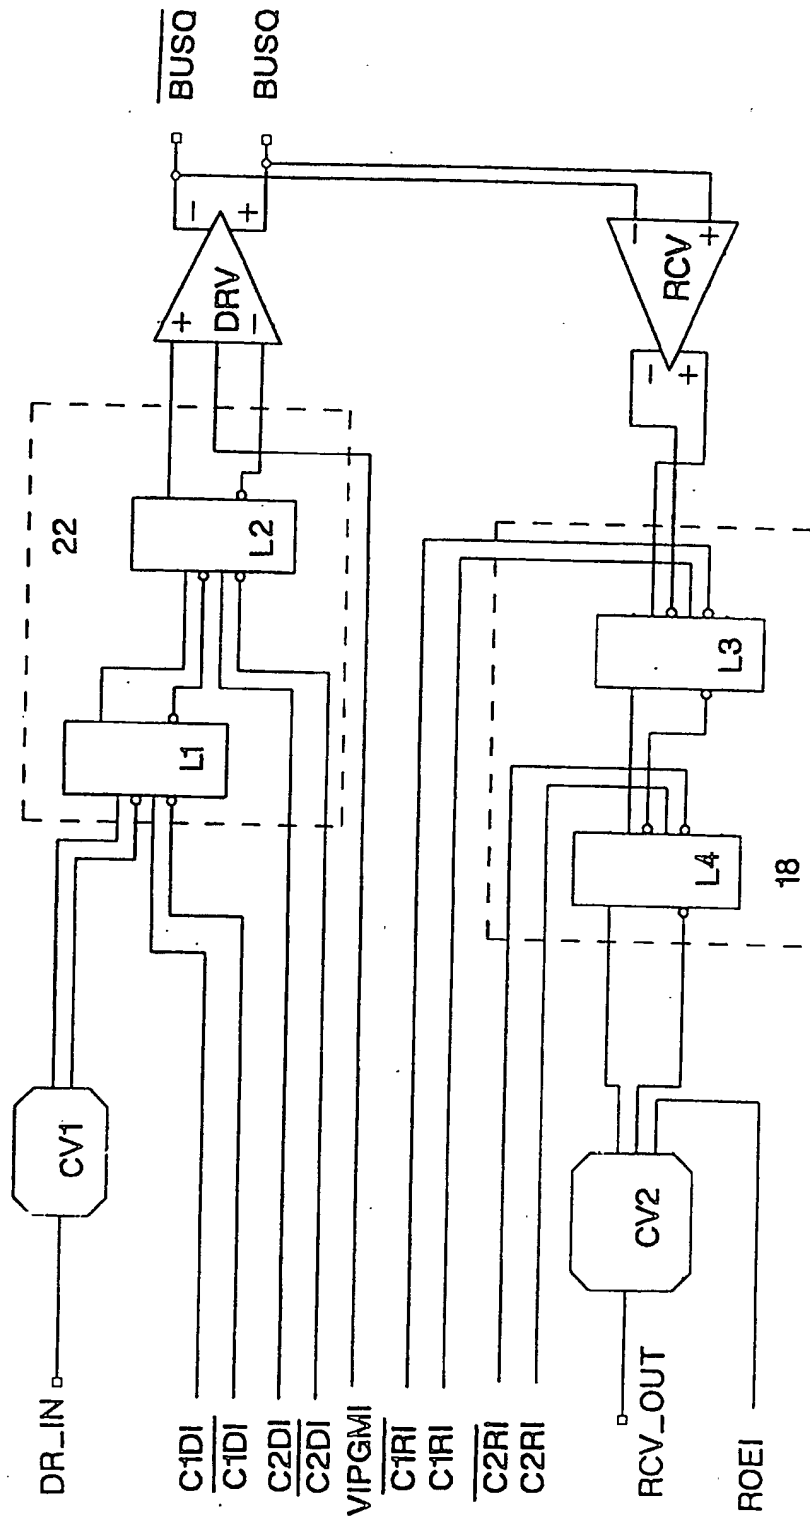 DR_IN
CV1
C1DI
C1DI
C2DI
C2DI
VIPGMI
C1RI
C1RI
C2RI
C2RI
RCV_OUT
ROEI
CV2
22
L1
L2
+
DRV
−
−
+
BUSQ
BUSQ
18
L4
L3
−
+
RCV
−
+